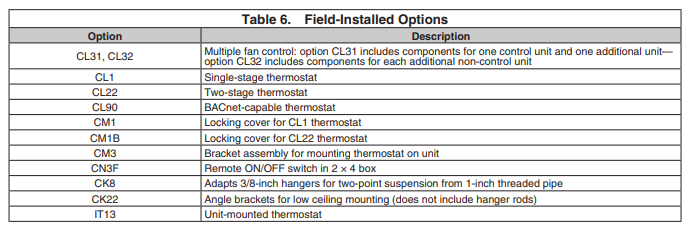 Table 6. Field-Installed Options
Option Description
CL31, CL32 Multiple fan control: option CL31 includes components for one control unit and one additional unit—
option CL32 includes components for each additional non-control unit
CL1 Single-stage thermostat
CL22 Two-stage thermostat
CL90 BACnet-capable thermostat
CM1 Locking cover for CL1 thermostat
CM1B Locking cover for CL22 thermostat
CM3 Bracket assembly for mounting thermostat on unit
CN3F Remote ON/OFF switch in 2 × 4 box
CK8 Adapts 3/8-inch hangers for two-point suspension from 1-inch threaded pipe
CK22 Angle brackets for low ceiling mounting (does not include hanger rods)
IT13 Unit-mounted thermostat